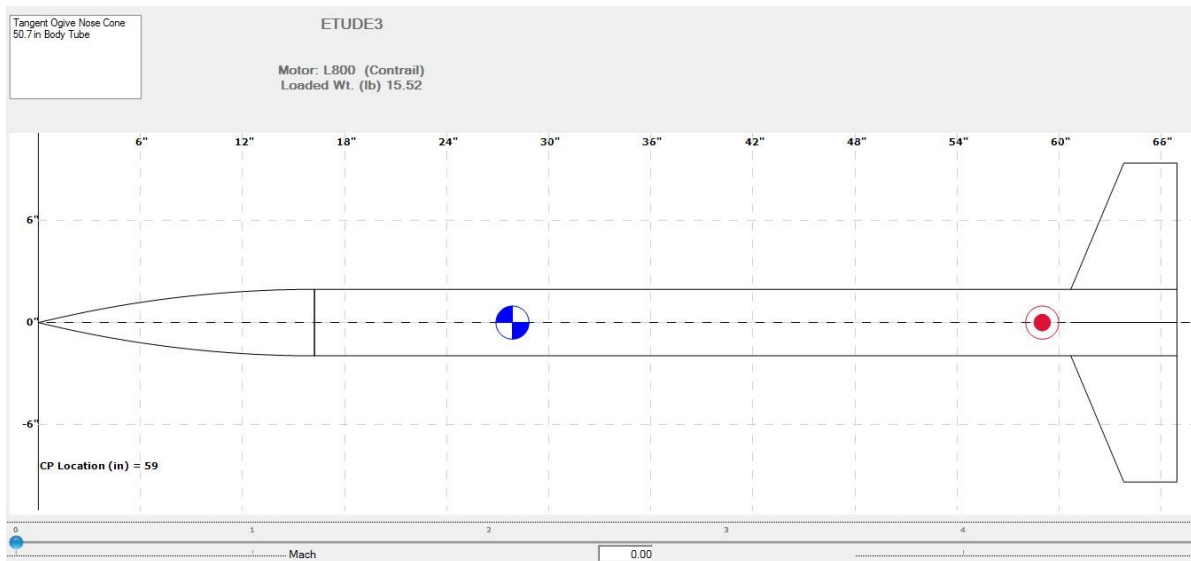 Tangent Ogive Nose Cone
50.7 in Body Tube
ETUDE3
Motor: L800 (Contrail)
Loaded Wt. (lb) 15.52
6" 12" 18" 24" 30" 36" 42" 48" 54" 60" 66"
6"
0"
-6"
CP Location (in) = 59
0 1 2 3 4
Mach 0.00